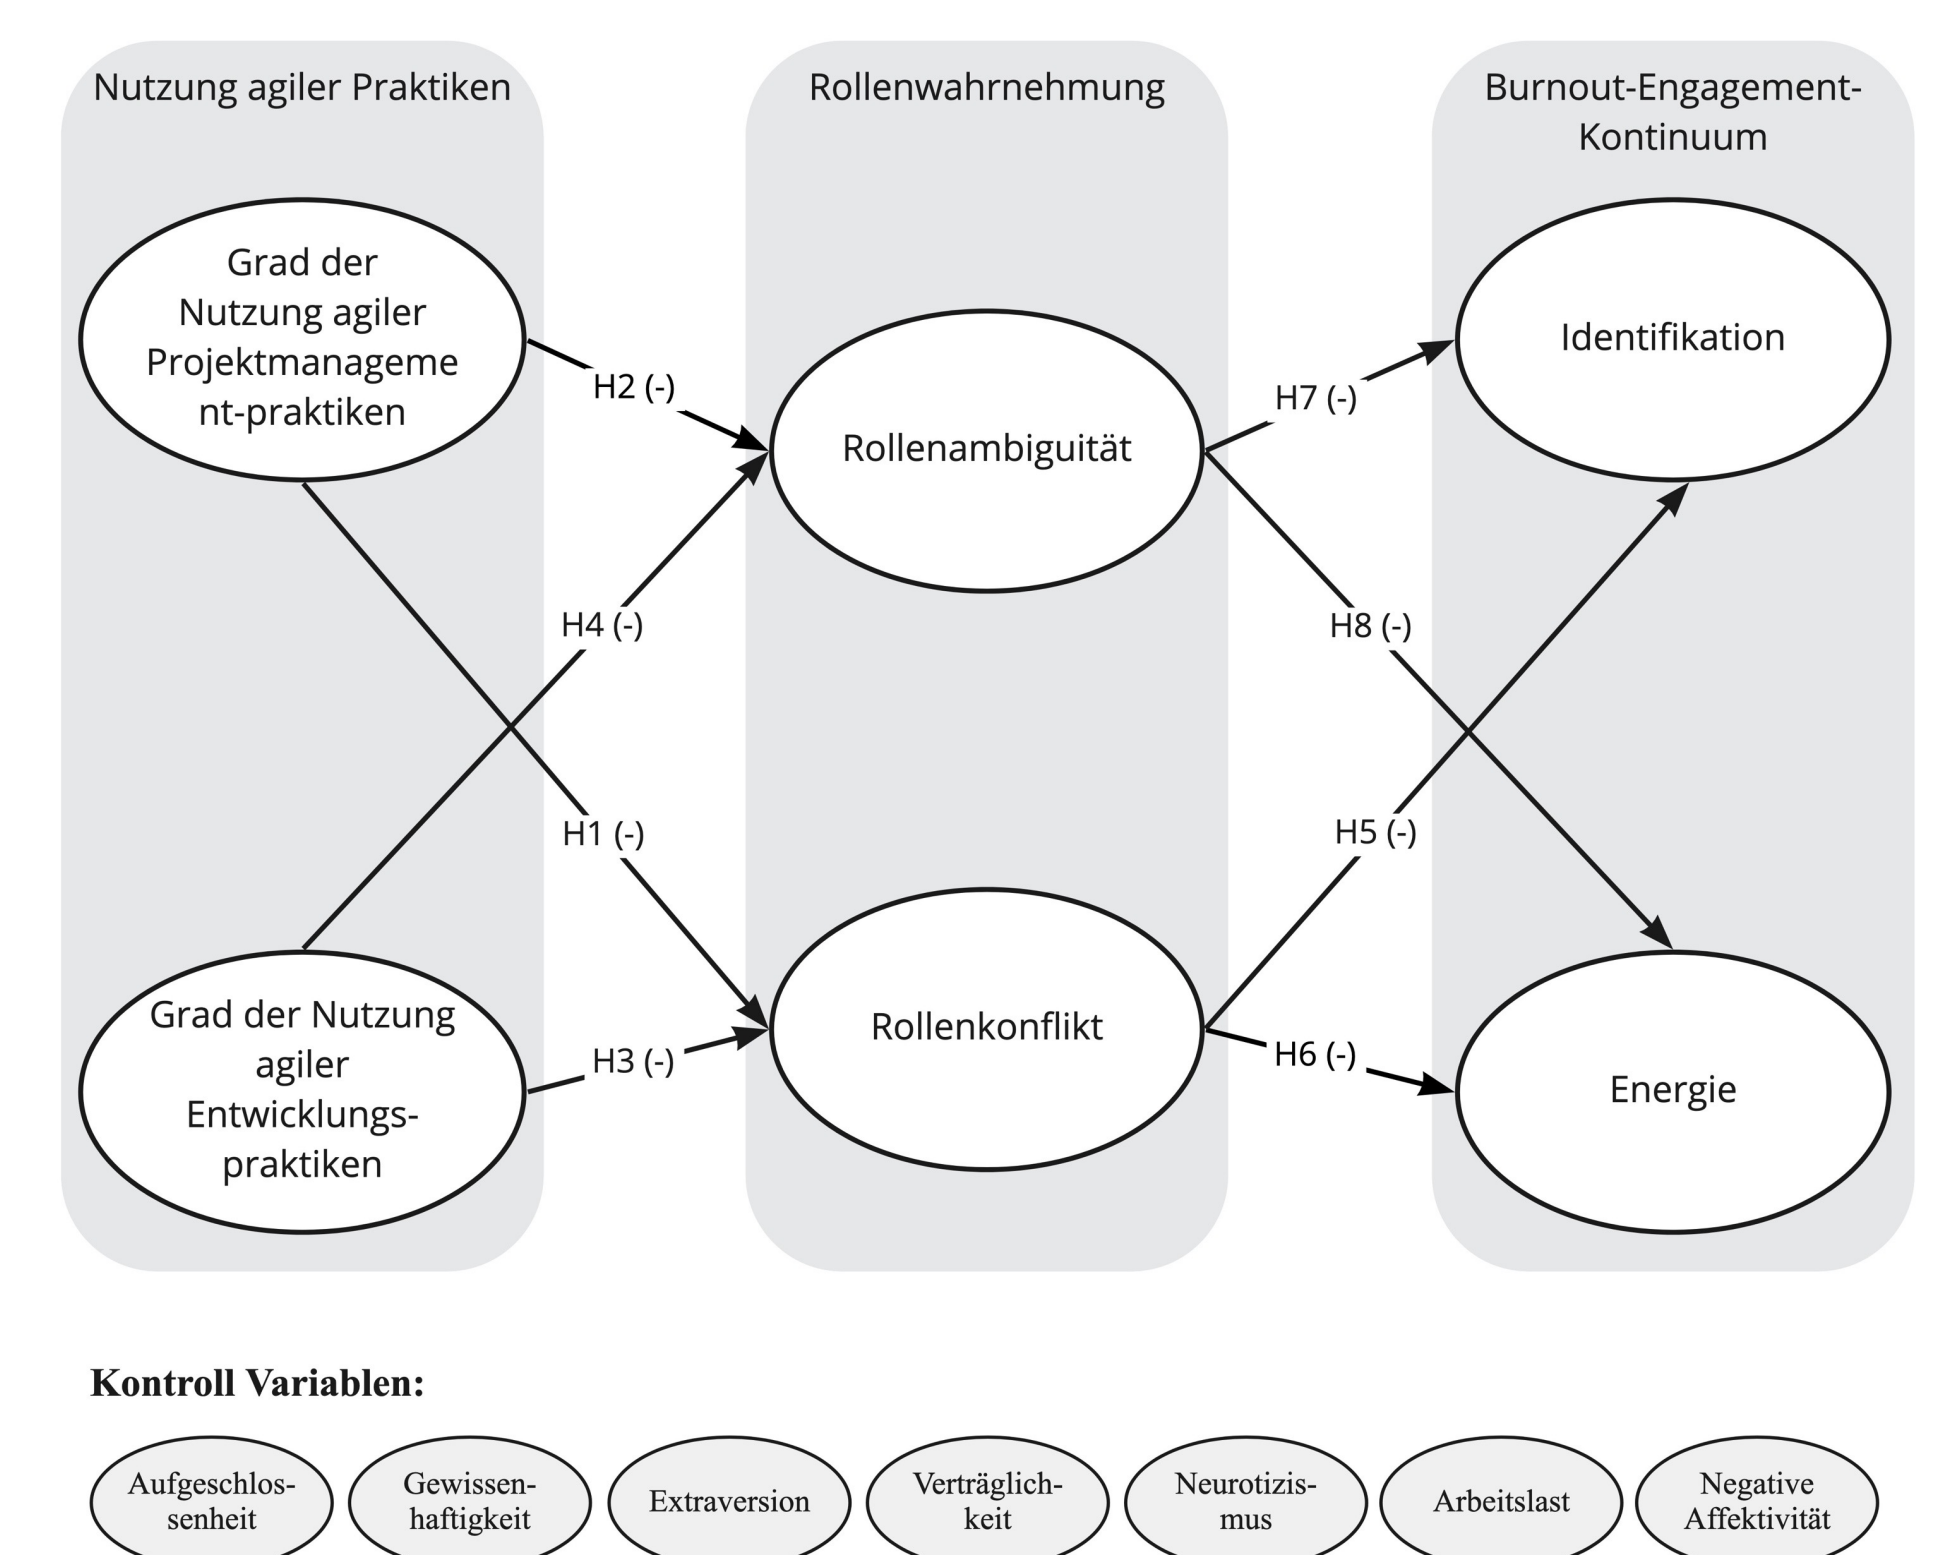 Nutzung agiler Praktiken
Grad der
Nutzung agiler
Projektmanageme
nt-praktiken
Grad der Nutzung
agiler
Entwicklungs-
praktiken
H2 (-)
H4 (-)
H1 (-)
H3 (-)
Rollenwahrnehmung
Rollenambiguität
Rollenkonflikt
H7 (-)
H8 (-)
H5 (-)
H6 (-)
Burnout-Engagement-
Kontinuum
Identifikation
Energie
Kontroll Variablen:
Aufgeschlos-
senheit
Gewissen-
haftigkeit
Extraversion
Verträglich-
keit
Neurotizis-
mus
Arbeitslast
Negative
Affektivität